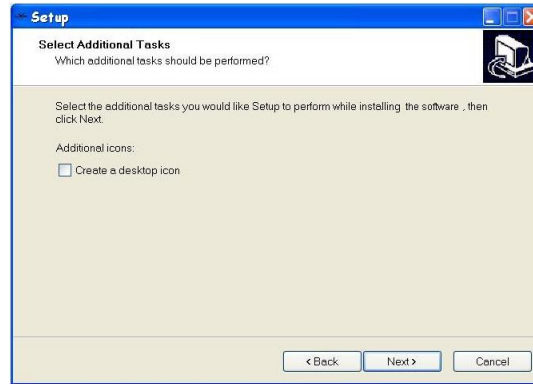 Setup
Select Additional Tasks
Which additional tasks should be performed?
Select the additional tasks you would like Setup to perform while installing the software , then
click Next.
Additional icons:
Create a desktop icon
< Back Next > Cancel